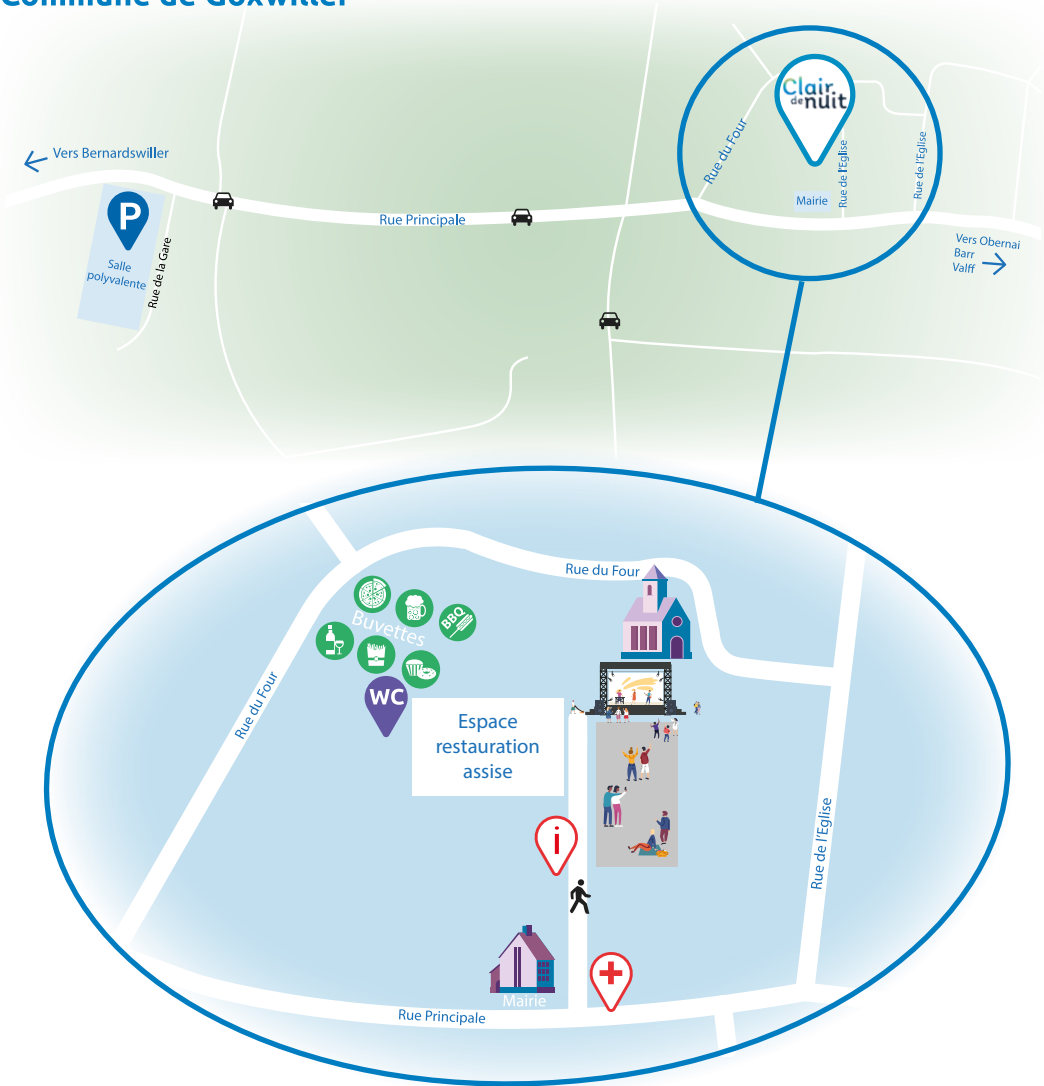 Commune de Goxwiller
Clair
de nuit
Vers Bernardswiller
Rue du Four
Rue de l'Eglise
Rue de l'Eglise
Mairie
P
Rue Principale
Salle
polyvalente
Rue de la Gare
Vers Obernai
Barr
Valff
Rue du Four
Buvettes
BBQ
WC
Rue du Four
Espace
restauration
assise
i
Rue de l'Eglise
Mairie
Rue Principale